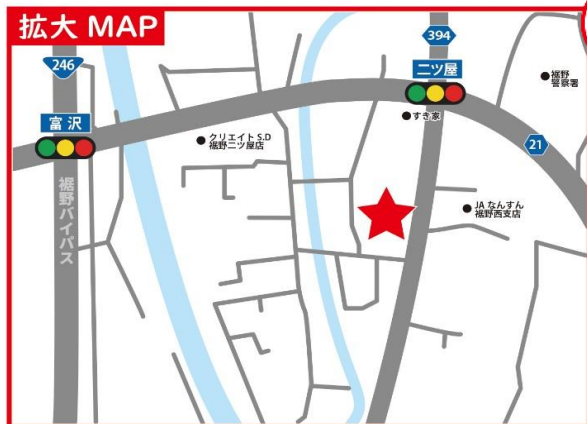 拡大 MAP
394
246
二ツ屋
裾野
警察署
すき家
富沢
クリエイト S.D
裾野二ツ屋店
21
裾野バイパス
JA なんすん
裾野西支店